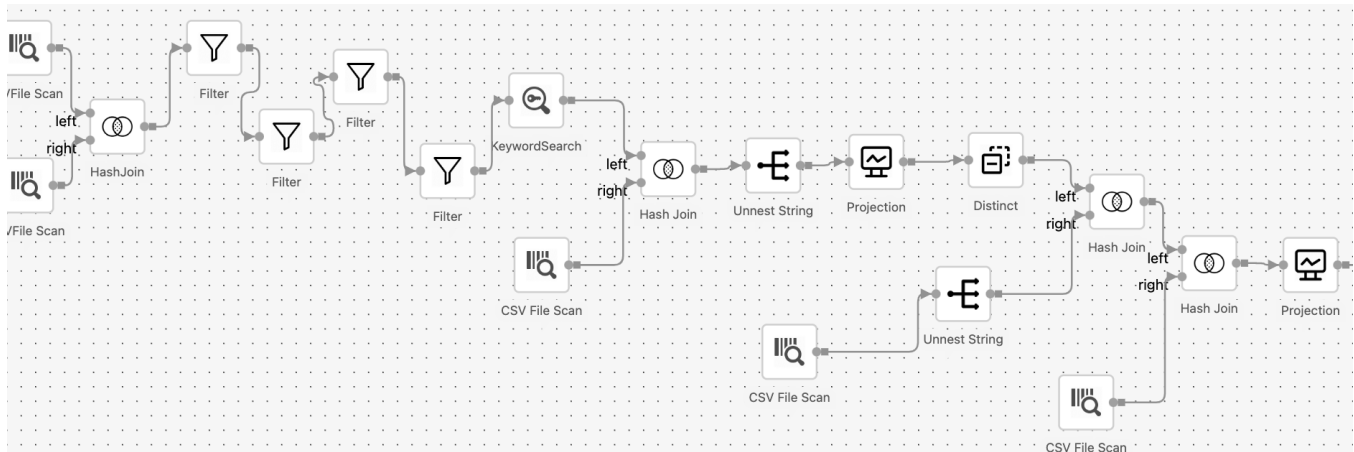 VFile Scan
left
right
VFile Scan
HashJoin
Filter
Filter
Filter
Filter
KeywordSearch
left
right
Hash Join
CSV File Scan
Unnest String
Projection
Distinct
left
right
Hash Join
CSV File Scan
Unnest String
left
right
Hash Join
CSV File Scan
Projection